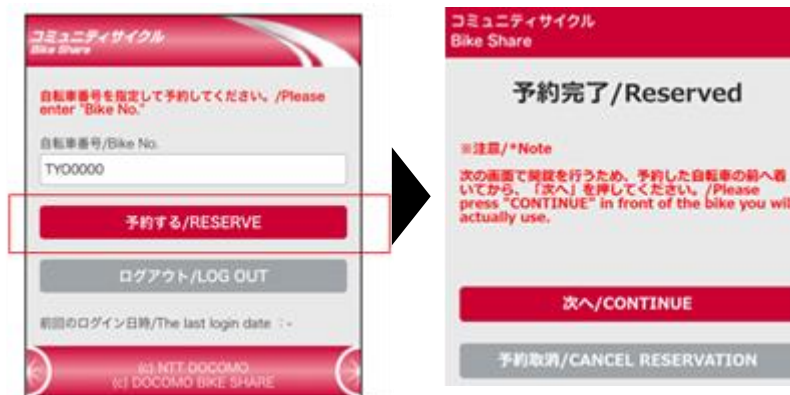 コミュニティサイクル
Bike Share
自転車番号を指定して予約してください。/Please
enter "Bike No."
自転車番号/Bike No.
TYO0000
予約する/RESERVE
ログアウト/LOG OUT
前回のログイン日時/The last login date ：-
(c) NTT DOCOMO
(c) DOCOMO BIKE SHARE
コミュニティサイクル
Bike Share
予約完了/Reserved
※注意/*Note
次の画面で開錠を行うため、予約した自転車の前へ着
いてから、「次へ」を押してください。/Please
press "CONTINUE" in front of the bike you will
actually use.
次へ/CONTINUE
予約取消/CANCEL RESERVATION